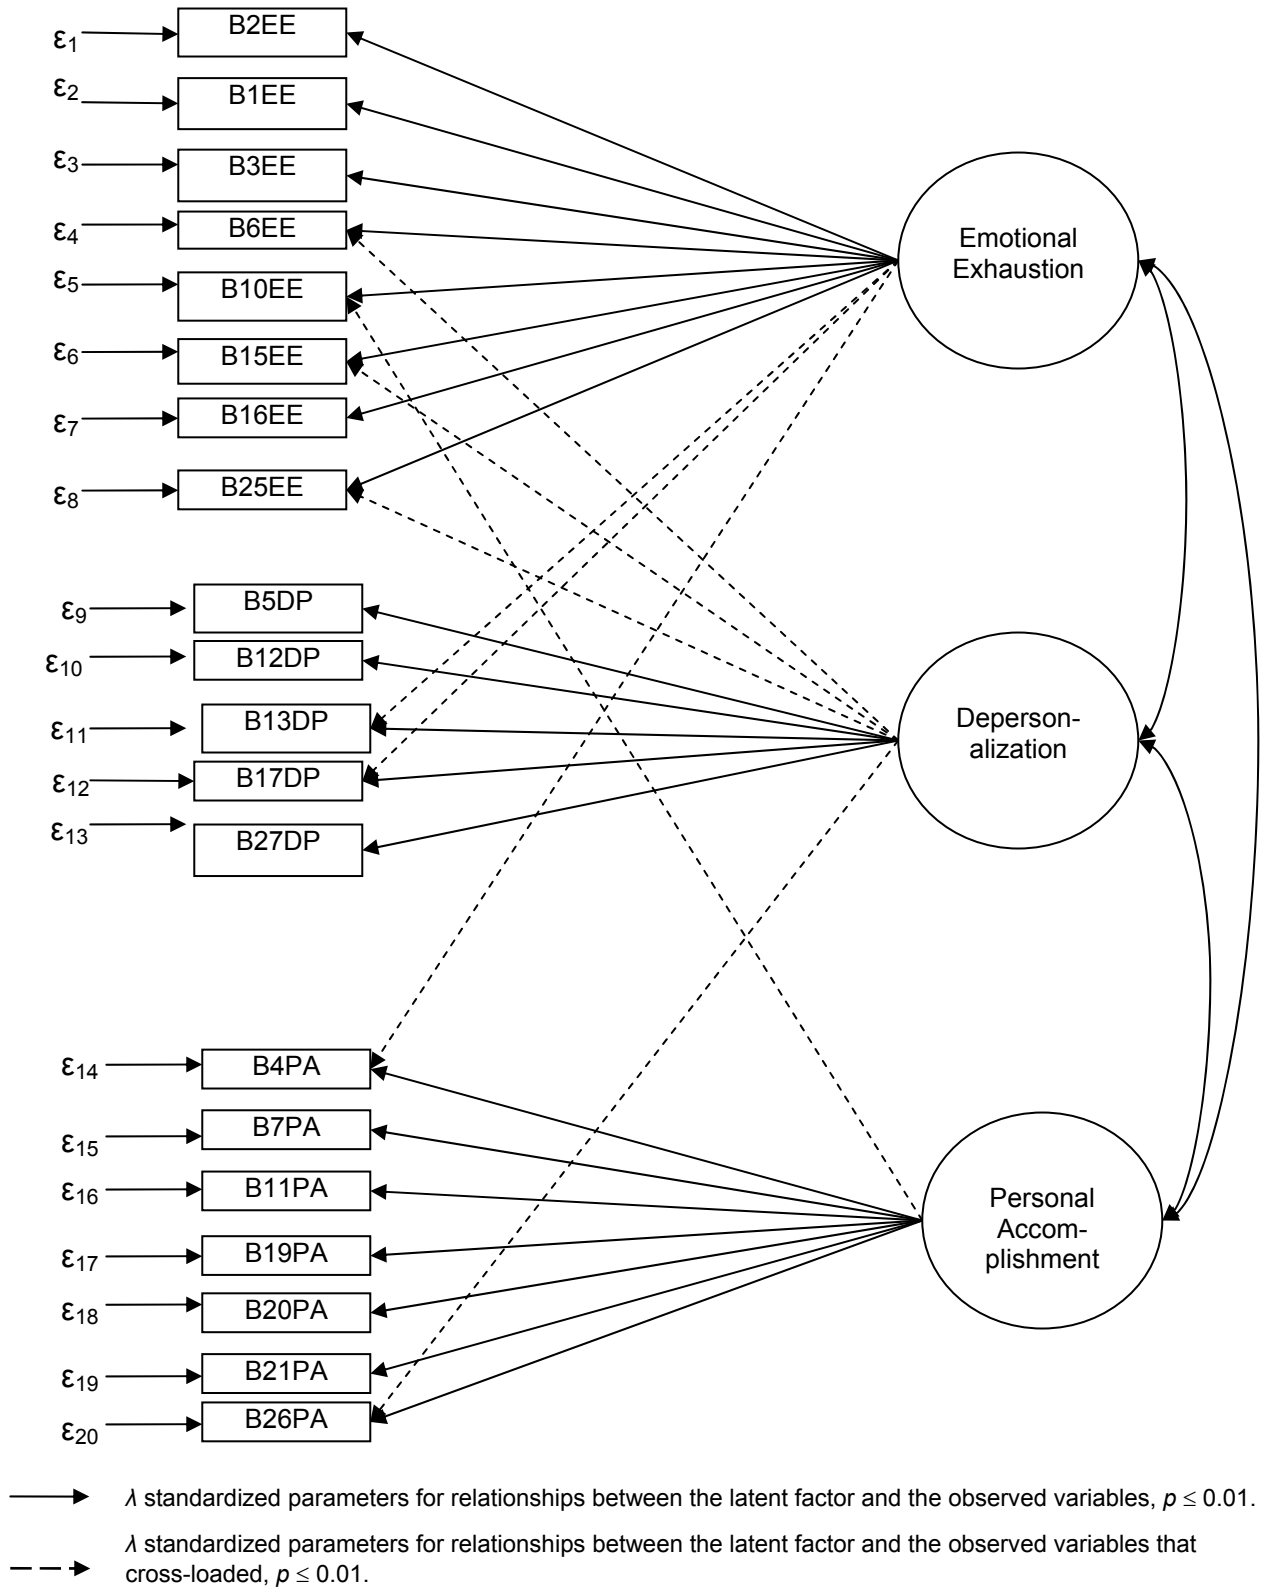 ε1
B2EE
ε2
B1EE
ε3
B3EE
ε4
B6EE
ε5
B10EE
ε6
B15EE
ε7
B16EE
ε8
B25EE
Emotional
Exhaustion
ε9
B5DP
ε10
B12DP
ε11
B13DP
ε12
B17DP
ε13
B27DP
Deperson-
alization
ε14
B4PA
ε15
B7PA
ε16
B11PA
ε17
B19PA
ε18
B20PA
ε19
B21PA
ε20
B26PA
Personal
Accom-
plishment
λ standardized parameters for relationships between the latent factor and the observed variables, p ≤ 0.01.
λ standardized parameters for relationships between the latent factor and the observed variables that
cross-loaded, p ≤ 0.01.